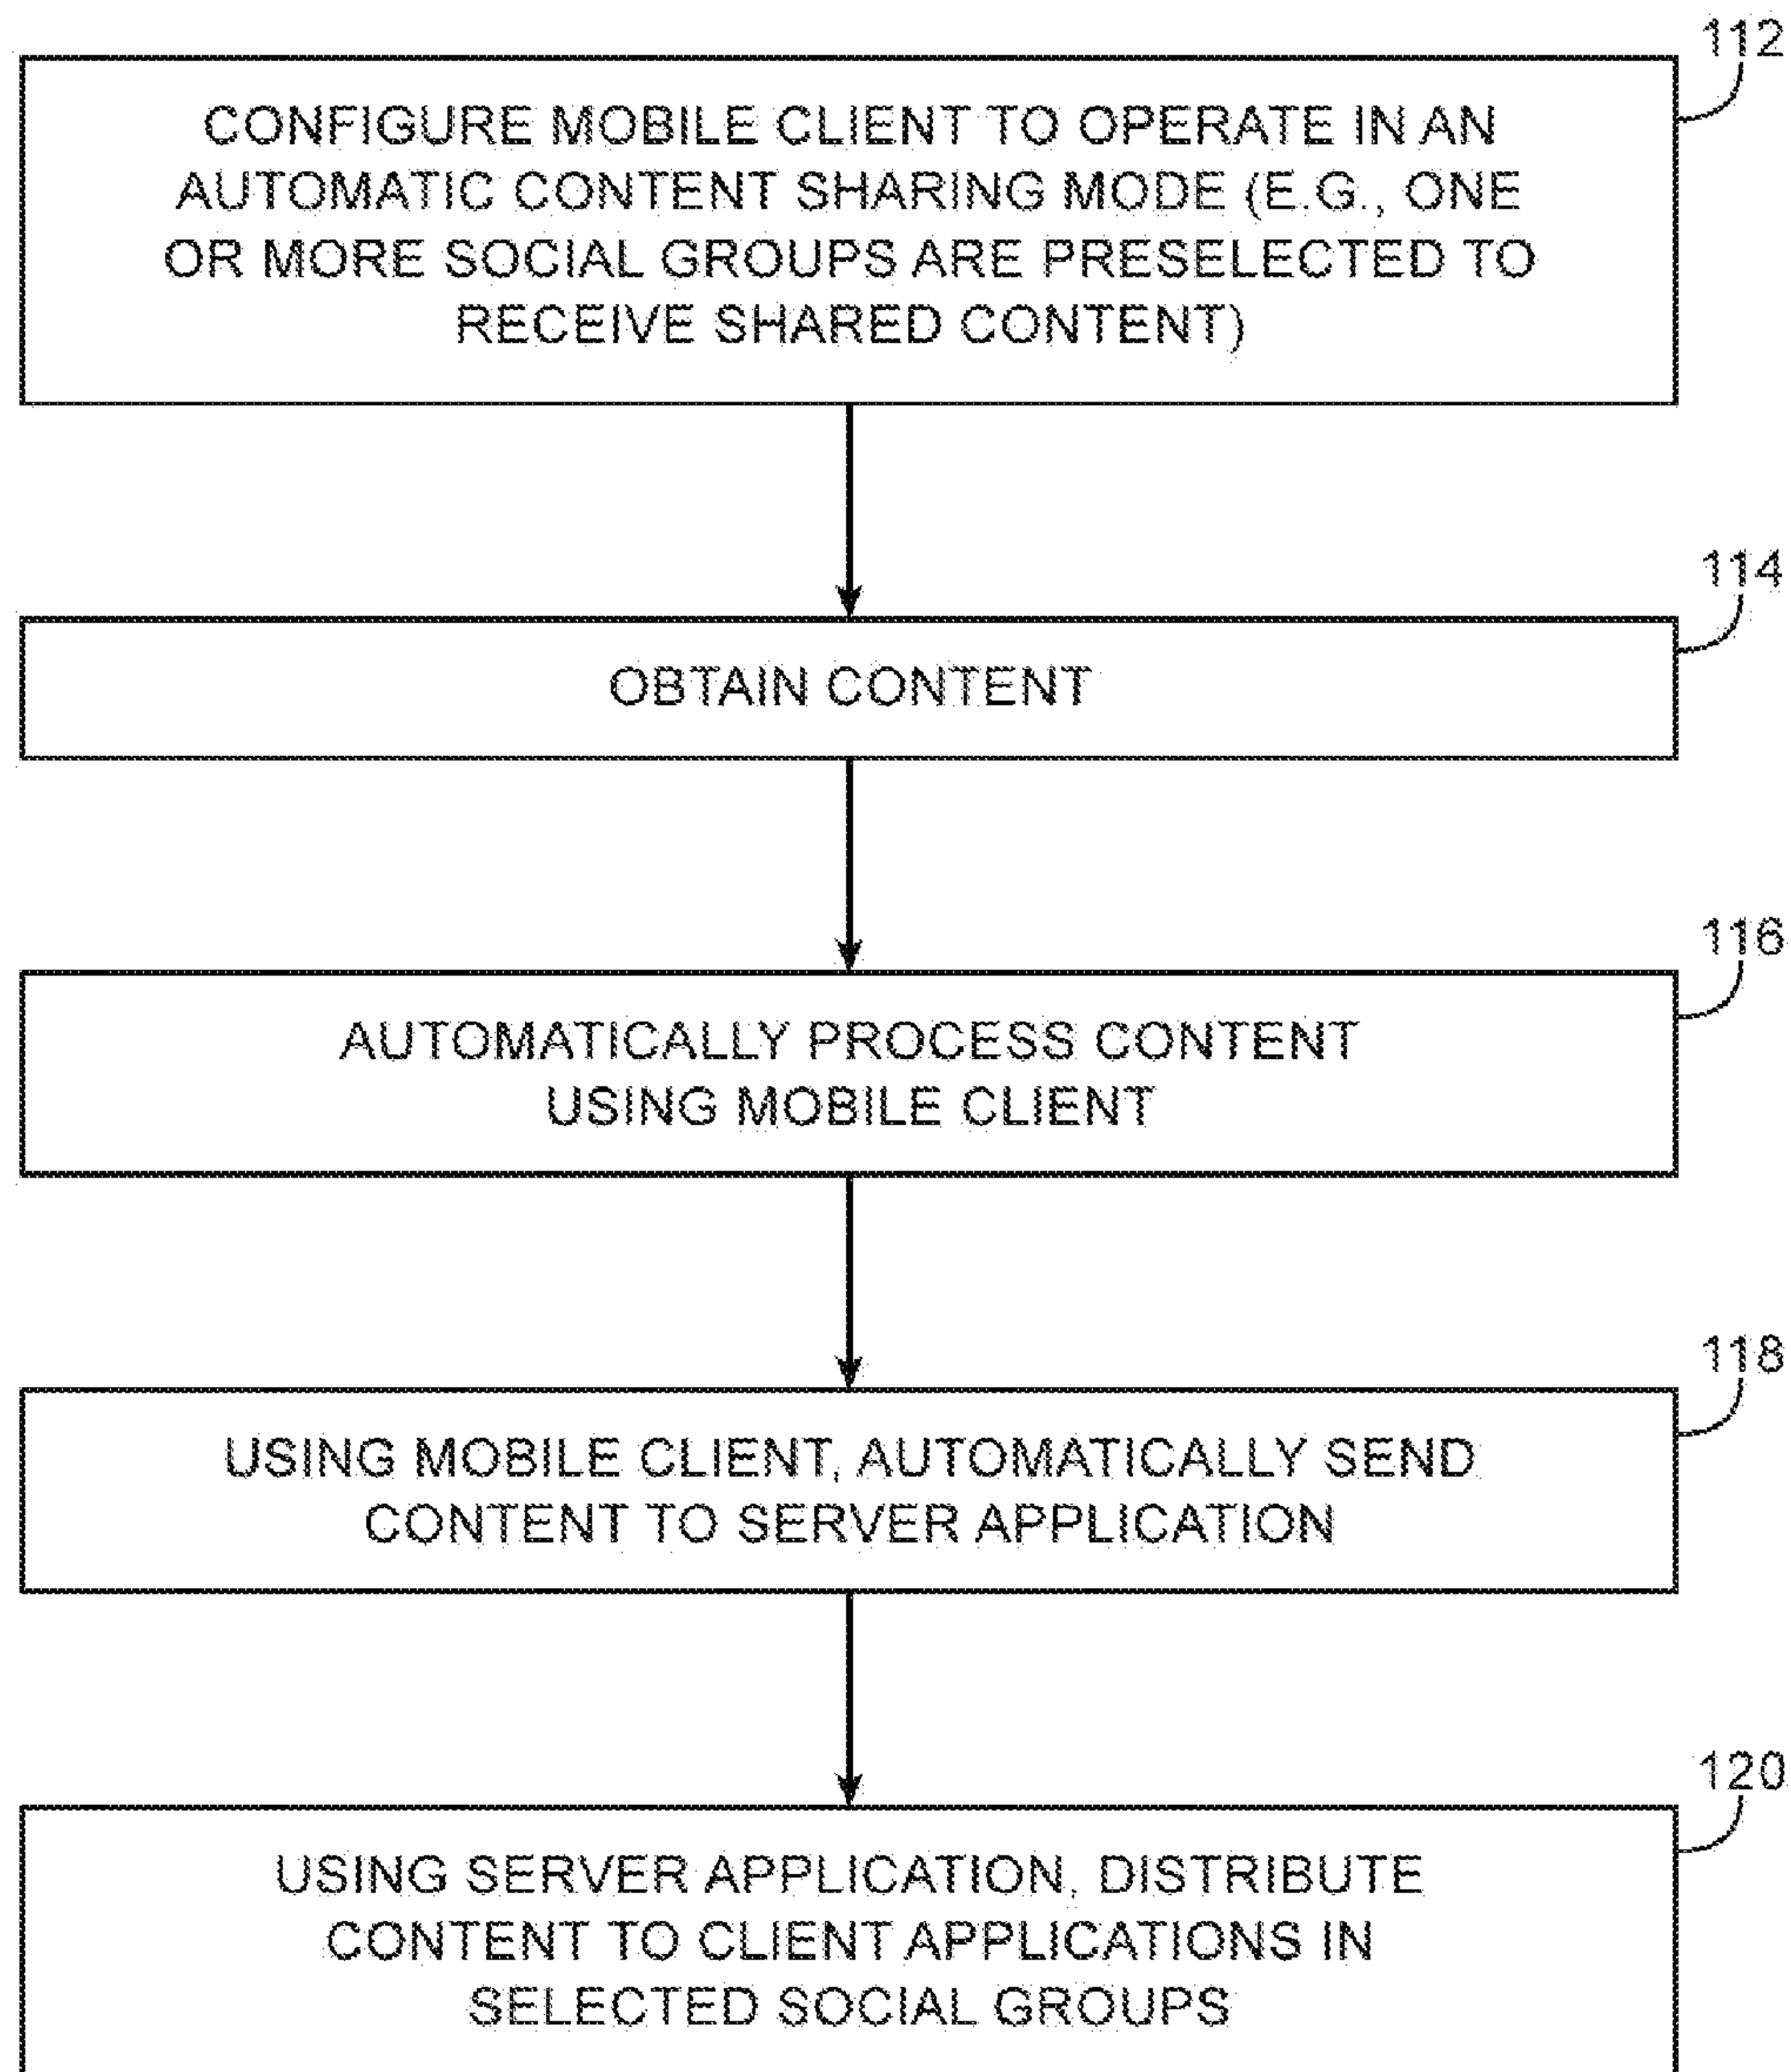 112
CONFIGURE MOBILE CLIENT TO OPERATE IN AN
AUTOMATIC CONTENT SHARING MODE (E.G., ONE
OR MORE SOCIAL GROUPS ARE PRESELECTED TO
RECEIVE SHARED CONTENT)
114
OBTAIN CONTENT
116
AUTOMATICALLY PROCESS CONTENT
USING MOBILE CLIENT
118
USING MOBILE CLIENT, AUTOMATICALLY SEND
CONTENT TO SERVER APPLICATION
120
USING SERVER APPLICATION, DISTRIBUTE
CONTENT TO CLIENT APPLICATIONS IN
SELECTED SOCIAL GROUPS